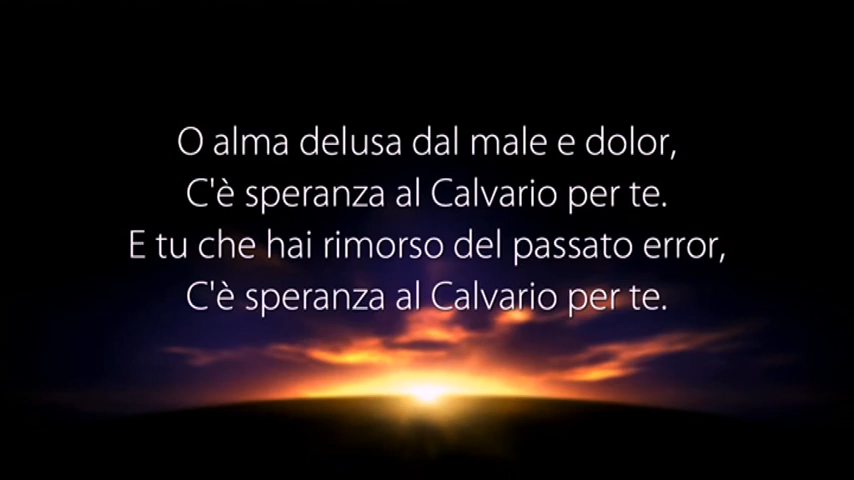 O alma delusa dal male e dolor,
C'è speranza al Calvario per te.
E tu che hai rimorso del passato error,
C'è speranza al Calvario per te.